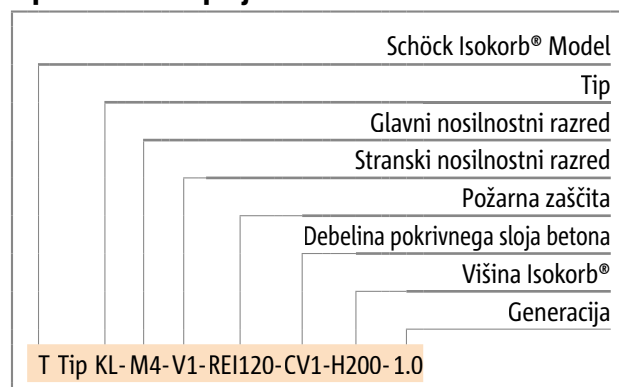 Schöck Isokorb® Model
Tip
Glavni nosilnostni razred
Stranski nosilnostni razred
Požarna zaščita
Debelina pokrivnega sloja betona
Višina Isokorb®
Generacija
T Tip KL-M4-V1-REI120-CV1-H200-1.0